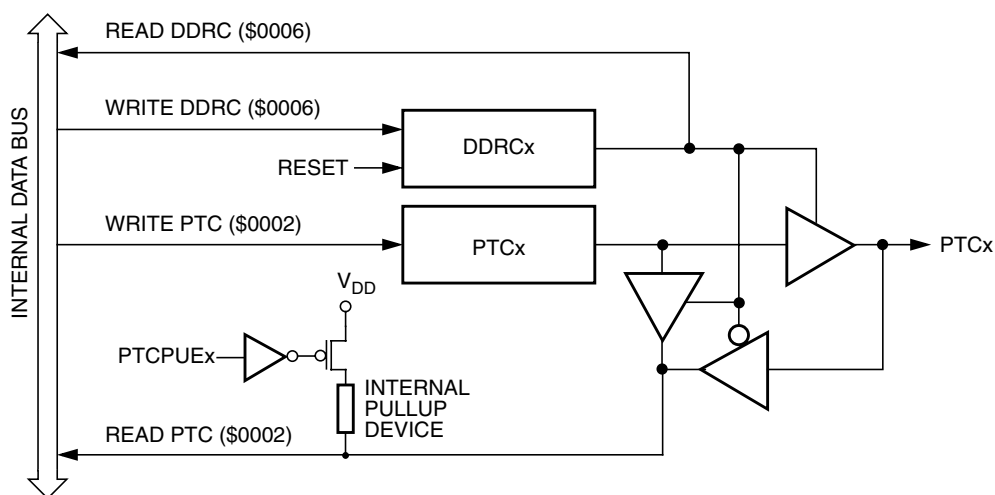 READ DDRC ($0006)
WRITE DDRC ($0006)
DDRCx
RESET
INTERNAL DATA BUS
WRITE PTC ($0002)
PTCx
PTCx
VDD
PTCPUEx
INTERNAL
PULLUP
DEVICE
READ PTC ($0002)